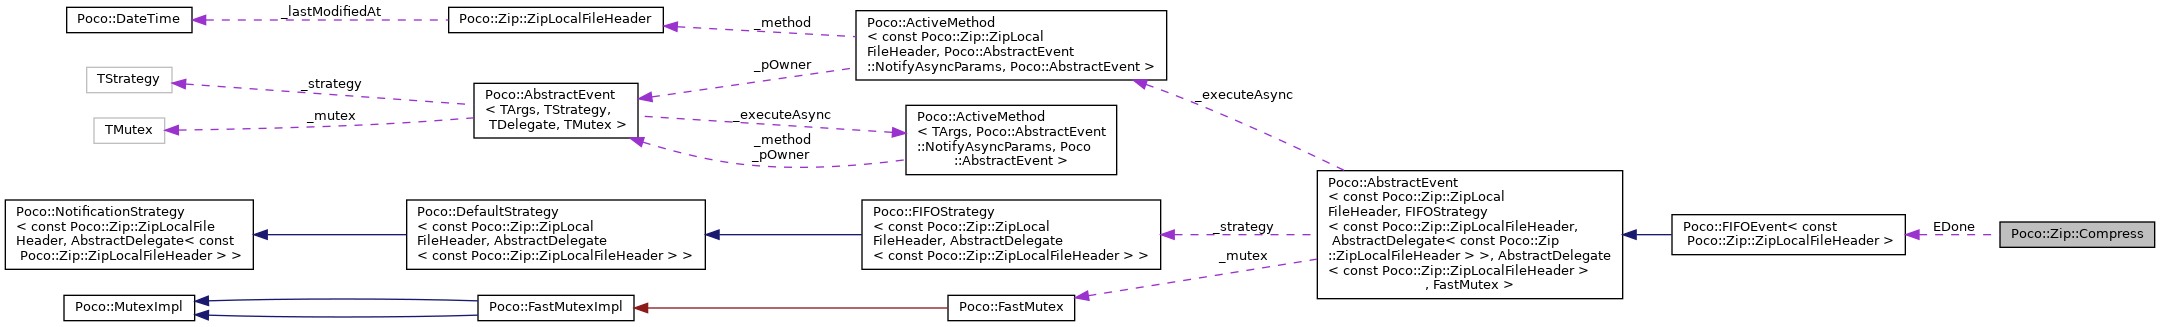 Poco::DateTime
_lastModifiedAt
Poco::Zip::ZipLocalFileHeader
_method
Poco::ActiveMethod
< const Poco::Zip::ZipLocal
FileHeader, Poco::AbstractEvent
::NotifyAsyncParams, Poco::AbstractEvent >
TStrategy
_strategy
TMutex
_mutex
Poco::AbstractEvent
< TArgs, TStrategy,
TDelegate, TMutex >
_pOwner
_executeAsync
_method
_pOwner
Poco::ActiveMethod
< TArgs, Poco::AbstractEvent
::NotifyAsyncParams, Poco
::AbstractEvent >
_executeAsync
Poco::NotificationStrategy
< const Poco::Zip::ZipLocalFile
Header, AbstractDelegate< const
Poco::Zip::ZipLocalFileHeader > >
Poco::DefaultStrategy
< const Poco::Zip::ZipLocal
FileHeader, AbstractDelegate
< const Poco::Zip::ZipLocalFileHeader > >
Poco::FIFOStrategy
< const Poco::Zip::ZipLocal
FileHeader, AbstractDelegate
< const Poco::Zip::ZipLocalFileHeader > >
_strategy
_mutex
Poco::AbstractEvent
< const Poco::Zip::ZipLocal
FileHeader, FIFOStrategy
< const Poco::Zip::ZipLocalFileHeader,
AbstractDelegate< const Poco::Zip
::ZipLocalFileHeader > >, AbstractDelegate
< const Poco::Zip::ZipLocalFileHeader >
, FastMutex >
Poco::FIFOEvent< const
Poco::Zip::ZipLocalFileHeader >
EDone
Poco::Zip::Compress
Poco::MutexImpl
Poco::FastMutexImpl
Poco::FastMutex